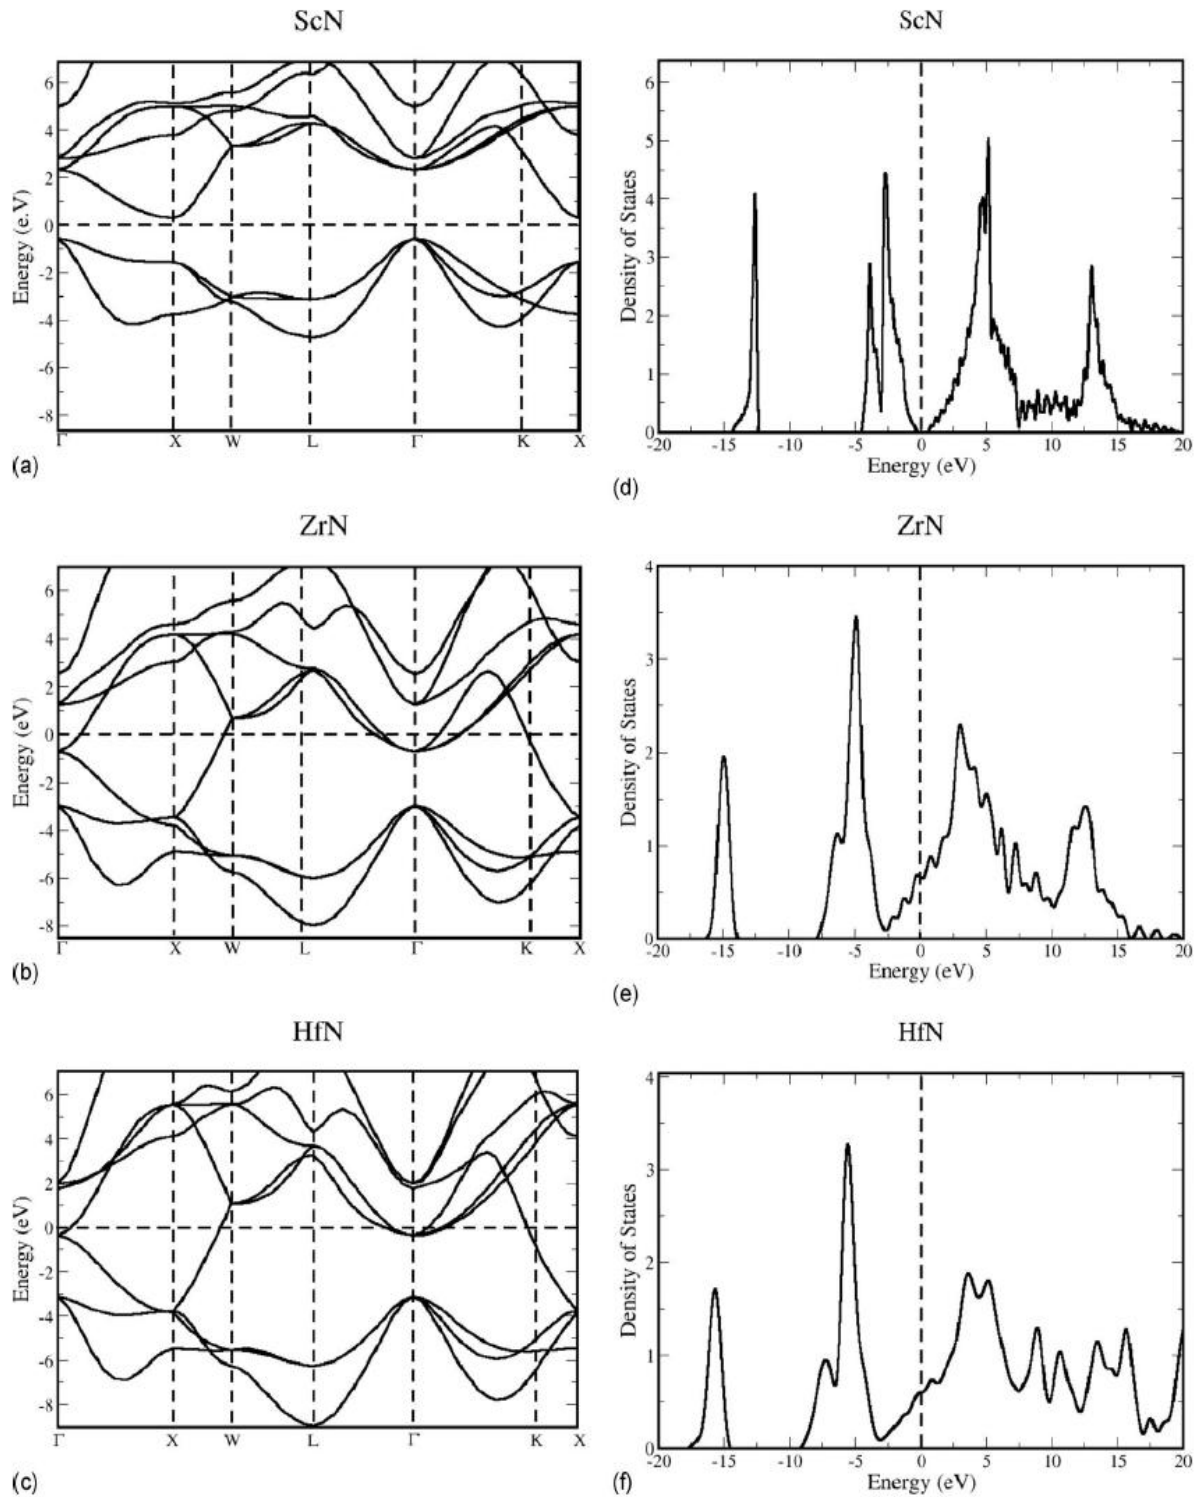 ScN
Energy (e.V)
6
4
2
0
-2
-4
-6
-8
Γ X W L Γ K X
(a)
ScN
Density of States
6
5
4
3
2
1
0
-20 -15 -10 -5 0 5 10 15 20
Energy (eV)
(d)
ZrN
Energy (eV)
6
4
2
0
-2
-4
-6
-8
Γ X W L Γ K X
(b)
ZrN
Density of States
4
3
2
1
0
-20 -15 -10 -5 0 5 10 15 20
Energy (eV)
(e)
HfN
Energy (eV)
6
4
2
0
-2
-4
-6
-8
Γ X W L Γ K X
(c)
HfN
Density of States
4
3
2
1
0
-20 -15 -10 -5 0 5 10 15 20
Energy (eV)
(f)